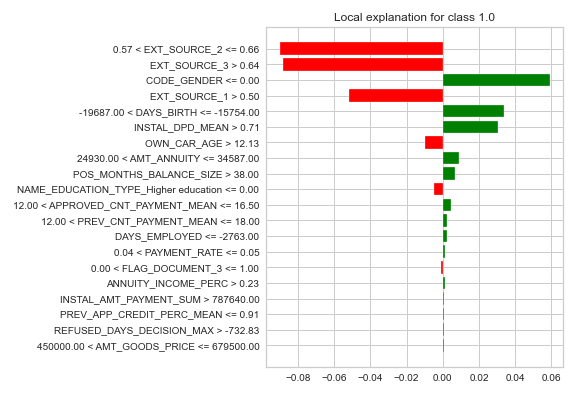 Local explanation for class 1.0
0.57 < EXT_SOURCE_2 <= 0.66
EXT_SOURCE_3 > 0.64
CODE_GENDER <= 0.00
EXT_SOURCE_1 > 0.50
-19687.00 < DAYS_BIRTH <= -15754.00
INSTAL_DPD_MEAN > 0.71
OWN_CAR_AGE > 12.13
24930.00 < AMT_ANNUITY <= 34587.00
POS_MONTHS_BALANCE_SIZE > 38.00
NAME_EDUCATION_TYPE_Higher education <= 0.00
12.00 < APPROVED_CNT_PAYMENT_MEAN <= 16.50
12.00 < PREV_CNT_PAYMENT_MEAN <= 18.00
DAYS_EMPLOYED <= -2763.00
0.04 < PAYMENT_RATE <= 0.05
0.00 < FLAG_DOCUMENT_3 <= 1.00
ANNUITY_INCOME_PERC > 0.23
INSTAL_AMT_PAYMENT_SUM > 787640.00
PREV_APP_CREDIT_PERC_MEAN <= 0.91
REFUSED_DAYS_DECISION_MAX > -732.83
450000.00 < AMT_GOODS_PRICE <= 679500.00
−0.08 −0.06 −0.04 −0.02 0.00 0.02 0.04 0.06